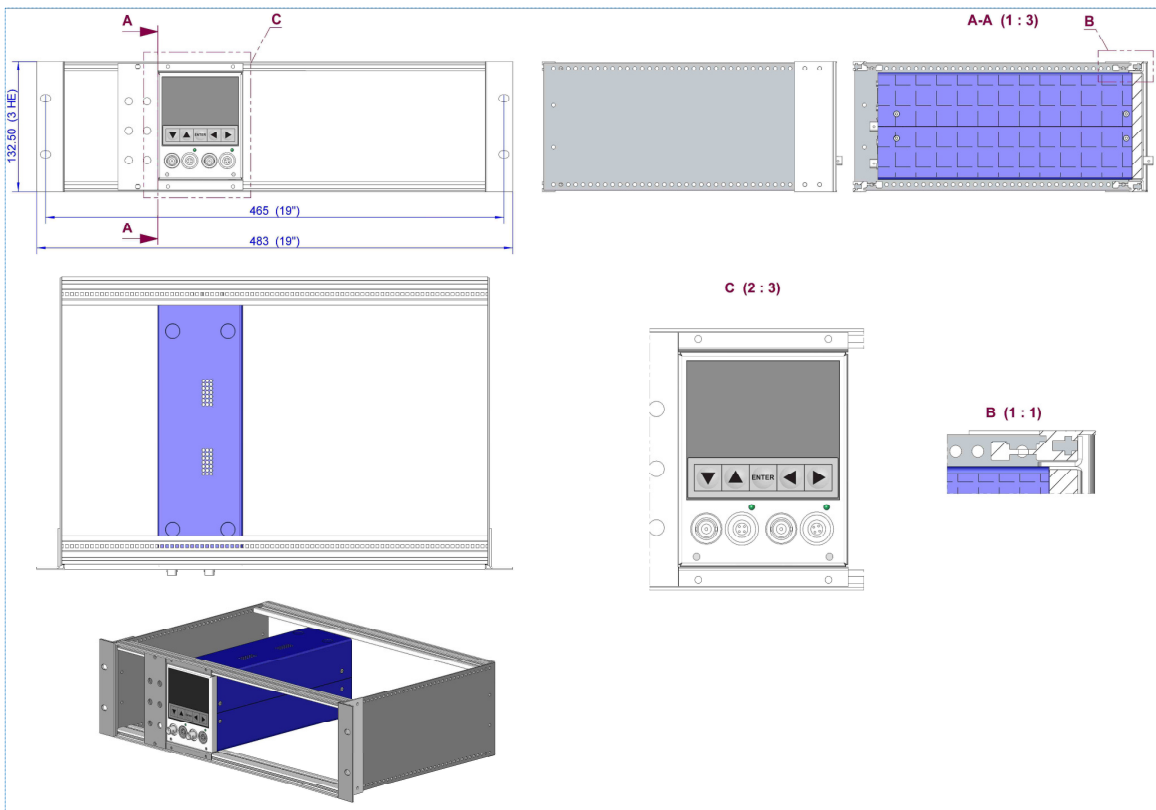 A
C
A-A (1 : 3)
B
132.50 (3 HE)
ENTER
465 (19")
A
483 (19")
C (2 : 3)
ENTER
B (1 : 1)